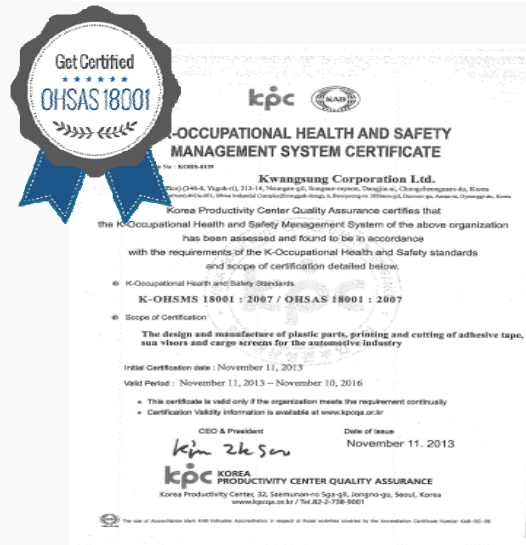 Get Certified
OHSAS 18001
kpc KAB
K-OCCUPATIONAL HEALTH AND SAFETY
MANAGEMENT SYSTEM CERTIFICATE
No : KOHS-0159
Kwangsung Corporation Ltd.
Korea Productivity Center Quality Assurance certifies that
the K-Occupational Health and Safety Management System of the above organization
has been assessed and found to be in accordance
with the requirements of the K-Occupational Health and Safety standards
and scope of certification detailed below.
K-Occupational Health and Safety Standards
K-OHSMS 18001 : 2007 / OHSAS 18001 : 2007
Scope of Certification
The design and manufacture of plastic parts, printing and cutting of adhesive tape,
sun visors and cargo screens for the automotive industry
Initial Certification date : November 11, 2013
Valid Period : November 11, 2013 – November 10, 2016
This certificate is valid only if the organization meets the requirement continually
Certification Validity information is available at www.kpcqa.or.kr
CEO & President Date of Issue
November 11. 2013
kpc KOREA
PRODUCTIVITY CENTER QUALITY ASSURANCE
Korea Productivity Center, 32, Saemunan-ro 5ga-gil, Jongno-gu, Seoul, Korea
www.kpcqa.or.kr / Tel.82-2-738-9001